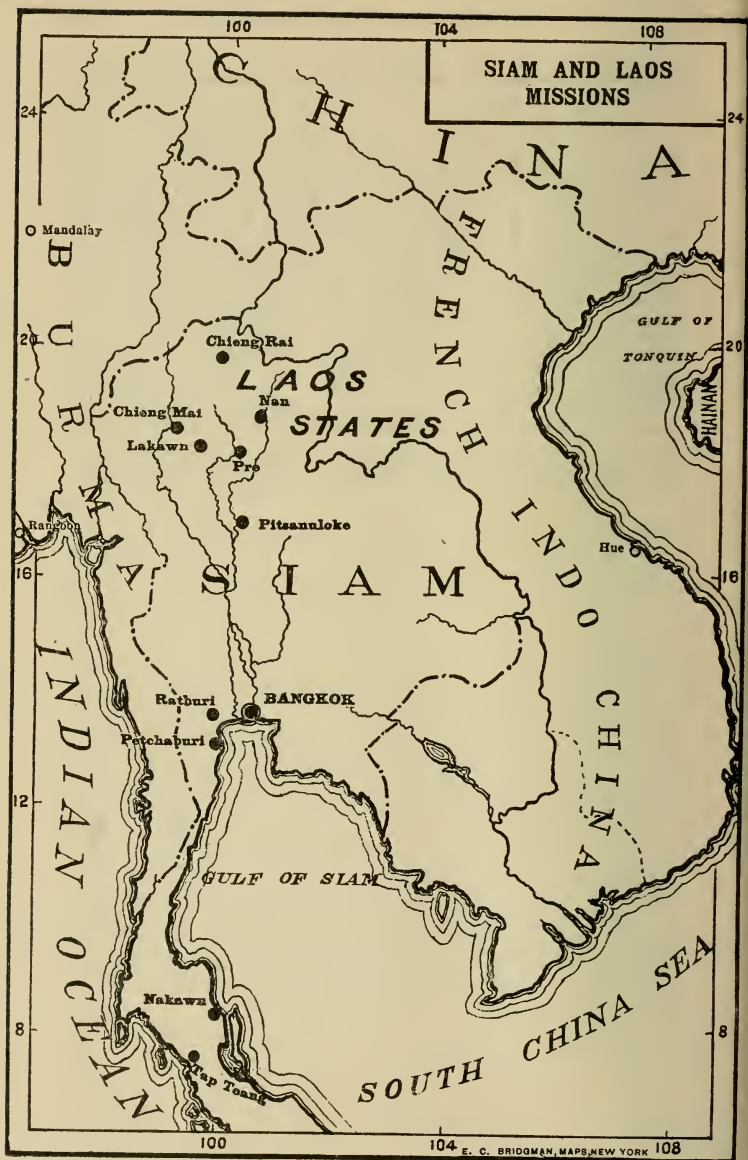 100 104 108
SIAM AND LAOS
MISSIONS
24 24
CHINA
Mandalay
BURMA
FRENCH INDO CHINA
GULF OF
TONQUIN
20 20
HAINAN
Chieng Rai
LAOS
STATES
Nan
Chieng Mai
Lakawn
Pre
Pitsanuloke
Rangoon
Hue
16 16
SIAM
INDIAN OCEAN
Ratburi
BANGKOK
Petchaburi
12
GULF OF SIAM
Nakawn
8 8
Tap Teang
SOUTH CHINA SEA
100 104 108
E. C. BRIDGMAN, MAPS, NEW YORK